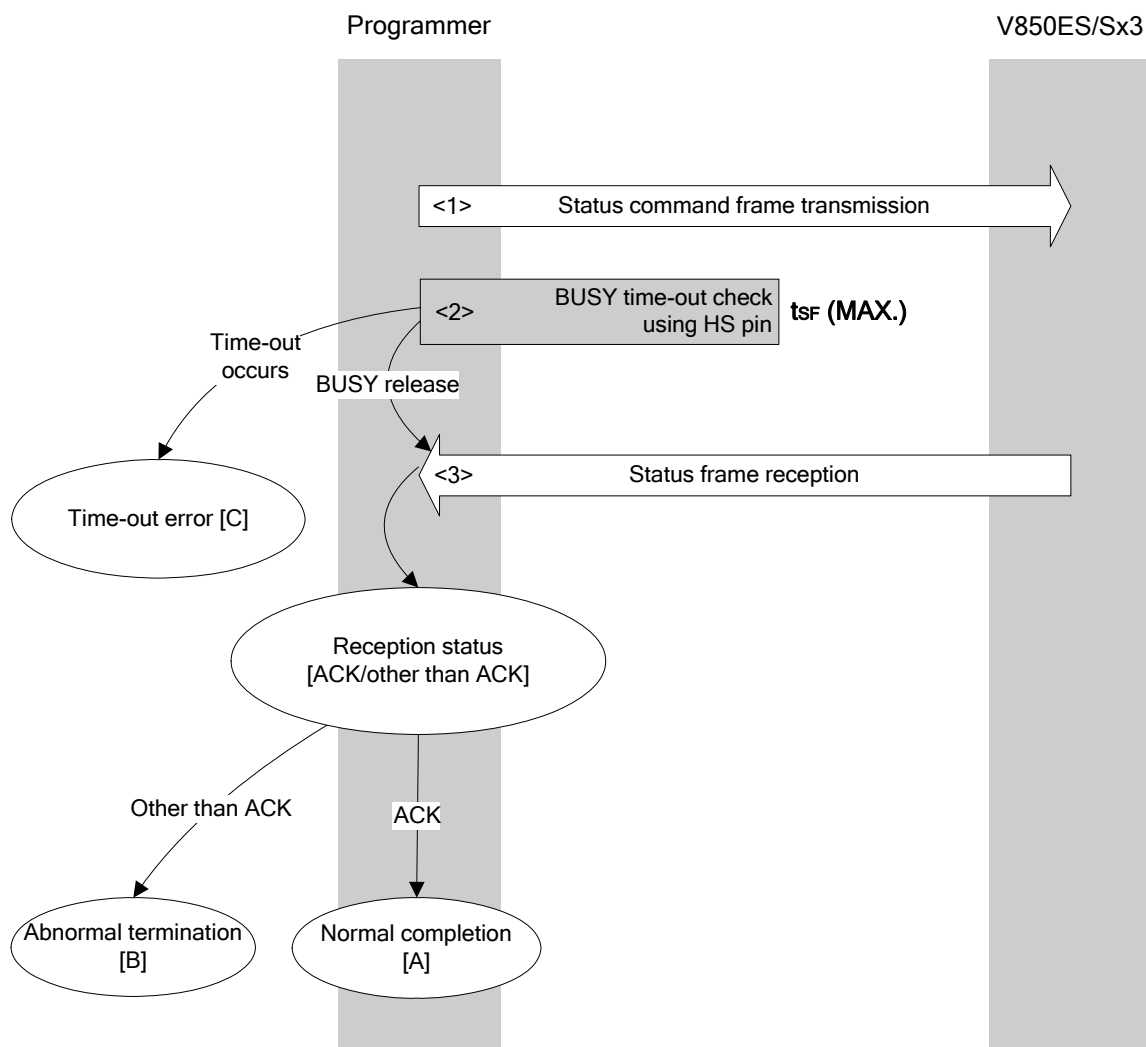 Programmer
V850ES/Sx3
<1>
Status command frame transmission
<2>
BUSY time-out check
using HS pin
tSF (MAX.)
Time-out
occurs
BUSY release
<3>
Status frame reception
Time-out error [C]
Reception status
[ACK/other than ACK]
Other than ACK
ACK
Abnormal termination
[B]
Normal completion
[A]